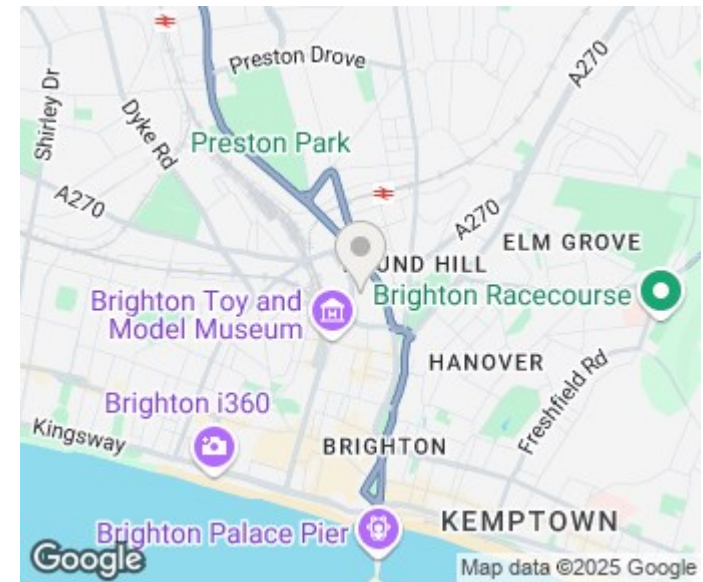 Preston Drove
Shirley Dr
Dyke Rd
A270
Preston Park
A270
A270
ELM GROVE
UND HILL
Brighton Racecourse
Brighton Toy and
Model Museum
HANOVER
Freshfield Rd
Brighton i360
Kingsway
BRIGHTON
KEMPTOWN
Brighton Palace Pier
Google
Map data ©2025 Google